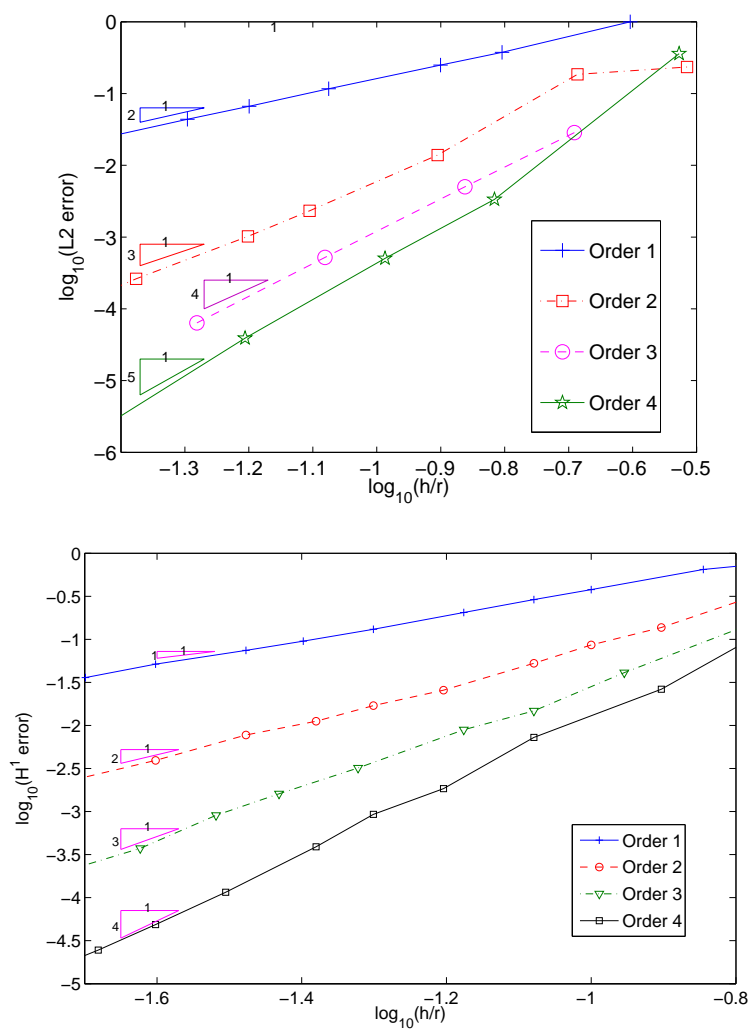 0
1
−1
−2
−3
−4
−5
−6
log10(L2 error)
2
1
3
1
4
1
5
1
Order 1
Order 2
Order 3
Order 4
−1.3 −1.2 −1.1 −1 −0.9 −0.8 −0.7 −0.6 −0.5
log10(h/r)
0
−0.5
−1
−1.5
−2
−2.5
−3
−3.5
−4
−4.5
−5
log10(H1 error)
1
1
2
1
3
1
4
1
Order 1
Order 2
Order 3
Order 4
−1.6 −1.4 −1.2 −1 −0.8
log10(h/r)